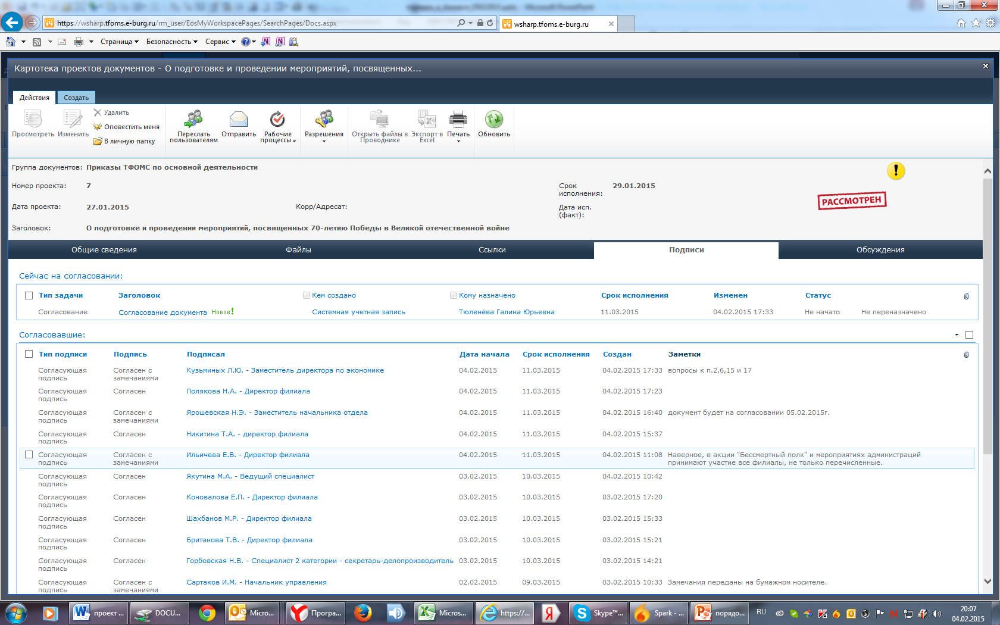 https://wsharp.tfoms.e-burg.ru/rm_user/EosMyWorkspacePages/SearchPages/Docs.aspx
wsharp.tfoms.e-burg.ru
Страница Безопасность Сервис
Картотека проектов документов - О подготовке и проведении мероприятий, посвященных...
Действия Создать
Просмотреть Изменить
Удалить
Оповестить меня
В личную папку
Переслать пользователям
Отправить
Рабочие процессы
Разрешения
Открыть файлы в Проводнике
Экспорт в Excel
Печать
Обновить
Группа документов: Приказы ТФОМС по основной деятельности
Номер проекта: 7
Срок исполнения: 29.01.2015
РАССМОТРЕН
Дата проекта: 27.01.2015
Корр/Адресат:
Дата исп. (факт):
Заголовок: О подготовке и проведении мероприятий, посвященных 70-летию Победы в Великой отечественной войне
Общие сведения Файлы Ссылки Подписи Обсуждения
Сейчас на согласовании:
Тип задачи Заголовок Кем создано Кому назначено Срок исполнения Изменен Статус
Согласование Согласование документа Новое! Системная учетная запись Тюленёва Галина Юрьевна 11.03.2015 04.02.2015 17:33 Не начато Не переназначено
Согласовавшие:
Тип подписи Подпись Подписал Дата начала Срок исполнения Создан Заметки
Согласующая подпись Согласен с замечаниями Кузьминых Л.Ю. - Заместитель директора по экономике 04.02.2015 11.03.2015 04.02.2015 17:33 вопросы к п.2,6,15 и 17
Согласующая подпись Согласен Полякова Н.А. - Директор филиала 04.02.2015 11.03.2015 04.02.2015 17:23
Согласующая подпись Согласен с замечаниями Ярошевская Н.Э. - Заместитель начальника отдела 04.02.2015 11.03.2015 04.02.2015 16:40 документ будет на согласовании 05.02.2015г.
Согласующая подпись Согласен Никитина Т.А. - директор филиала 04.02.2015 11.03.2015 04.02.2015 15:37
Согласующая подпись Согласен с замечаниями Ильичева Е.В. - Директор филиала 04.02.2015 11.03.2015 04.02.2015 11:08 Наверное, в акции "Бессмертный полк" и мероприятиях администраций принимают участие все филиалы, не только перечисленные.
Согласующая подпись Согласен Якутина М.А. - Ведущий специалист 03.02.2015 10.03.2015 04.02.2015 10:42
Согласующая подпись Согласен Коновалова Е.П. - Директор филиала 03.02.2015 10.03.2015 03.02.2015 17:20
Согласующая подпись Согласен Шахбанов М.Р. - Директор филиала 03.02.2015 10.03.2015 03.02.2015 15:33
Согласующая подпись Согласен Британова Т.В. - Директор филиала 03.02.2015 10.03.2015 03.02.2015 15:21
Согласующая подпись Согласен Горбовская Н.В. - Специалист 2 категории - секретарь-делопроизводитель 03.02.2015 10.03.2015 03.02.2015 14:21
Согласующая подпись Согласен с замечаниями Сартаков И.М. - Начальник управления 02.02.2015 09.03.2015 03.02.2015 10:33 Замечания переданы на бумажном носителе.
проект ... DOCU... Micro... Програ... Micros... https://... Skype™... Spark - ... порядо... RU 20:07
04.02.2015